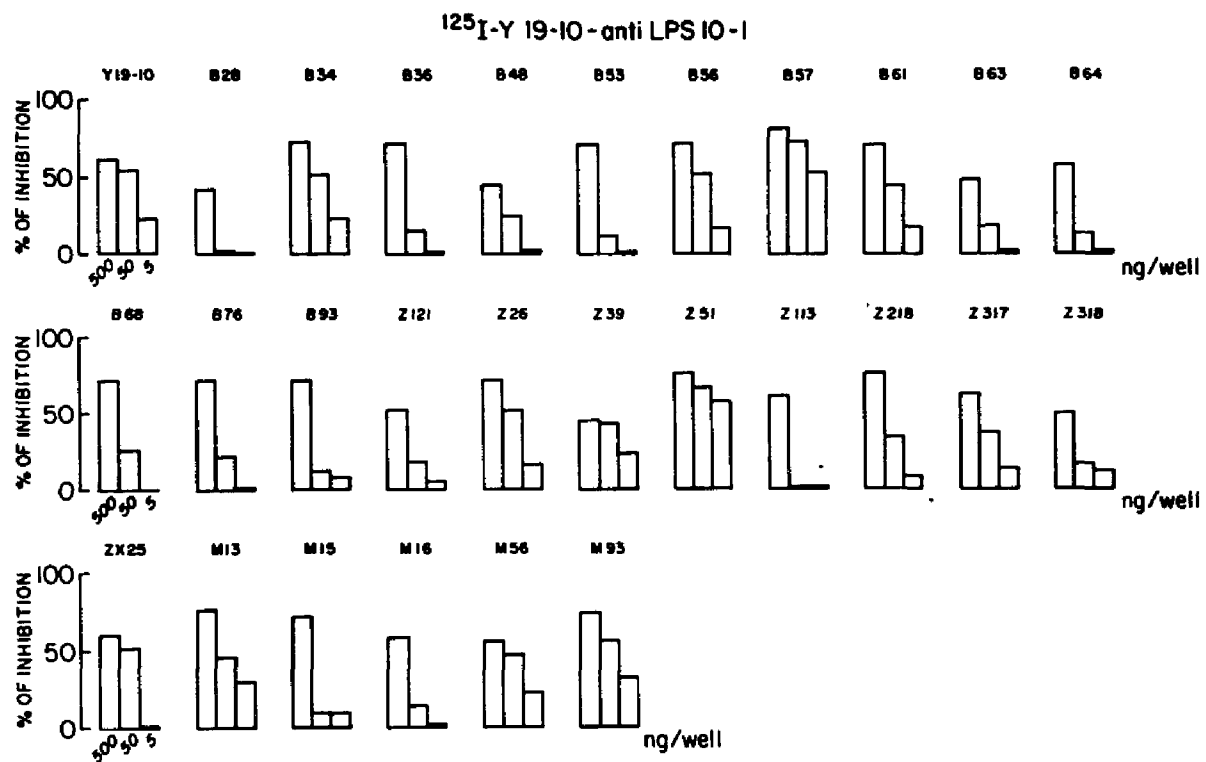 125I-Y 19-10-anti LPS 10-1
Y19-10 B28 B34 B36 B48 B53 B56 B57 B61 B63 B64
% OF INHIBITION
100
50
0
500 50 5
ng/well
B68 B76 B93 Z121 Z26 Z39 Z51 Z113 Z218 Z317 Z318
% OF INHIBITION
100
50
0
500 50 5
ng/well
ZX25 M13 M15 M16 M56 M93
% OF INHIBITION
100
50
0
500 50 5
ng/well